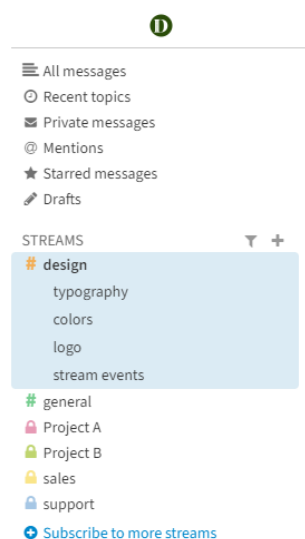 D
All messages
Recent topics
Private messages
@ Mentions
Starred messages
Drafts
STREAMS
# design
typography
colors
logo
stream events
# general
Project A
Project B
sales
support
Subscribe to more streams